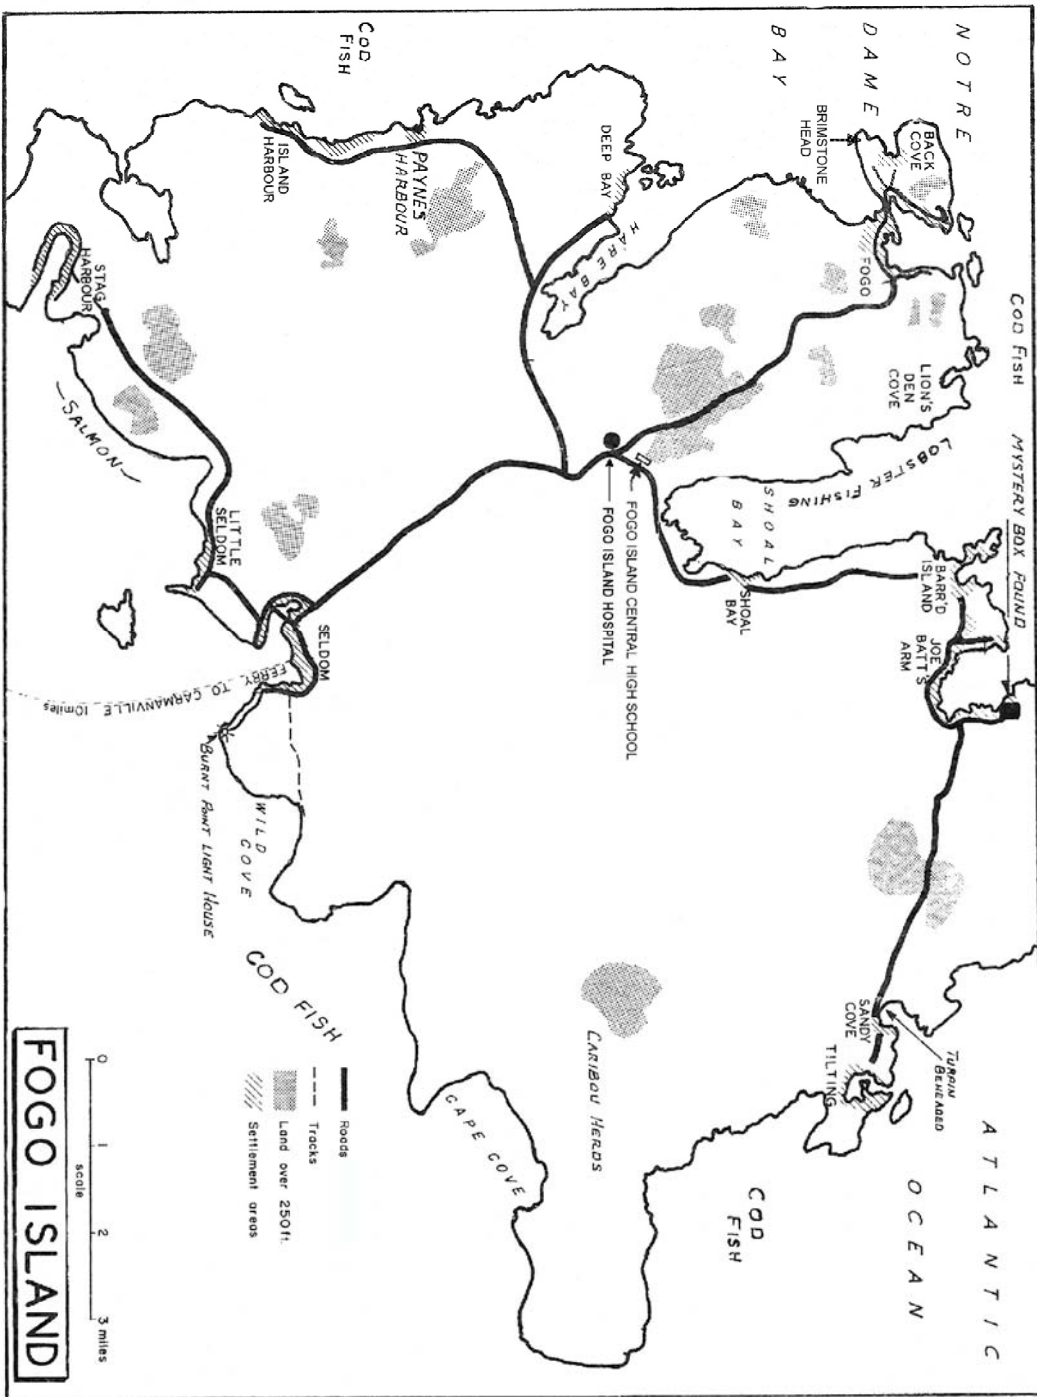 NOTRE
DAME
BAY
COD
FISH
BRIMSTONE
HEAD
BACK
COVE
FOGO
DEEP BAY
HARE BAY
PAYNES
HARBOUR
ISLAND
HARBOUR
STAG
HARBOUR
SALMON
COD FISH
LION'S
DEN
COVE
LOBSTER FISHING
MYSTERY BOX FOUND
SHOAL
BAY
FOGO ISLAND CENTRAL HIGH SCHOOL
FOGO ISLAND HOSPITAL
SHOAL
BAY
BARR'D
ISLAND
JOE
BATT'S
ARM
LITTLE
SELDOM
SELDOM
FERRY TO CARMANVILLE 10miles
BURNT POINT LIGHT HOUSE
WILD
COVE
COD FISH
CARIBOU HERDS
CAPE COVE
SANDY
COVE
TILTING
TURPIN
BEHEADED
ATLANTIC
OCEAN
COD
FISH
Roads
Tracks
Land over 250ft.
Settlement areas
0 1 2 3 miles
scale
FOGO ISLAND